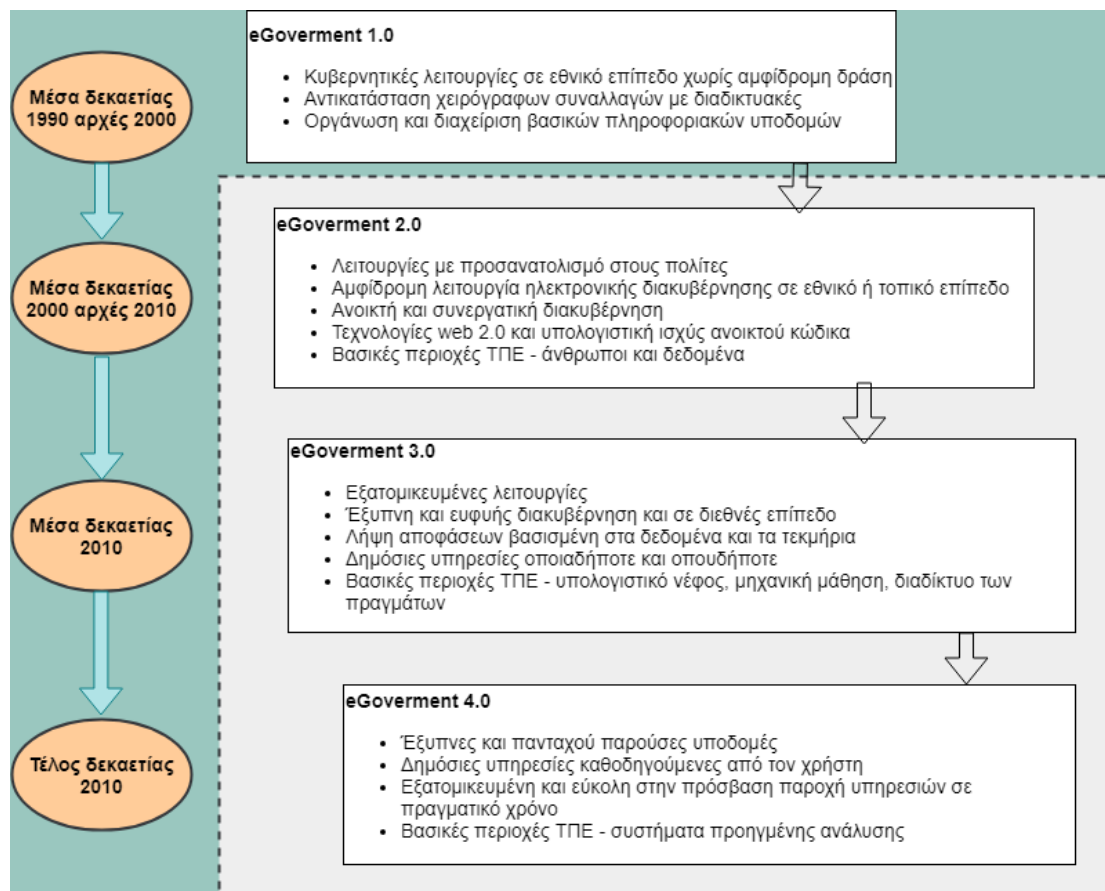 Μέσα δεκαετίας
1990 αρχές 2000
eGoverment 1.0
• Κυβερνητικές λειτουργίες σε εθνικό επίπεδο χωρίς αμφίδρομη δράση
• Αντικατάσταση χειρόγραφων συναλλαγών με διαδικτυακές
• Οργάνωση και διαχείριση βασικών πληροφοριακών υποδομών
Μέσα δεκαετίας
2000 αρχές 2010
eGoverment 2.0
• Λειτουργίες με προσανατολισμό στους πολίτες
• Αμφίδρομη λειτουργία ηλεκτρονικής διακυβέρνησης σε εθνικό ή τοπικό επίπεδο
• Ανοικτή και συνεργατική διακυβέρνηση
• Τεχνολογίες web 2.0 και υπολογιστική ισχύς ανοικτού κώδικα
• Βασικές περιοχές ΤΠΕ - άνθρωποι και δεδομένα
Μέσα δεκαετίας
2010
eGoverment 3.0
• Εξατομικευμένες λειτουργίες
• Έξυπνη και ευφυής διακυβέρνηση και σε διεθνές επίπεδο
• Λήψη αποφάσεων βασισμένη στα δεδομένα και τα τεκμήρια
• Δημόσιες υπηρεσίες οποιαδήποτε και οπουδήποτε
• Βασικές περιοχές ΤΠΕ - υπολογιστικό νέφος, μηχανική μάθηση, διαδίκτυο των
πραγμάτων
Τέλος δεκαετίας
2010
eGoverment 4.0
• Έξυπνες και πανταχού παρούσες υποδομές
• Δημόσιες υπηρεσίες καθοδηγούμενες από τον χρήστη
• Εξατομικευμένη και εύκολη στην πρόσβαση παροχή υπηρεσιών σε
πραγματικό χρόνο
• Βασικές περιοχές ΤΠΕ - συστήματα προηγμένης ανάλυσης